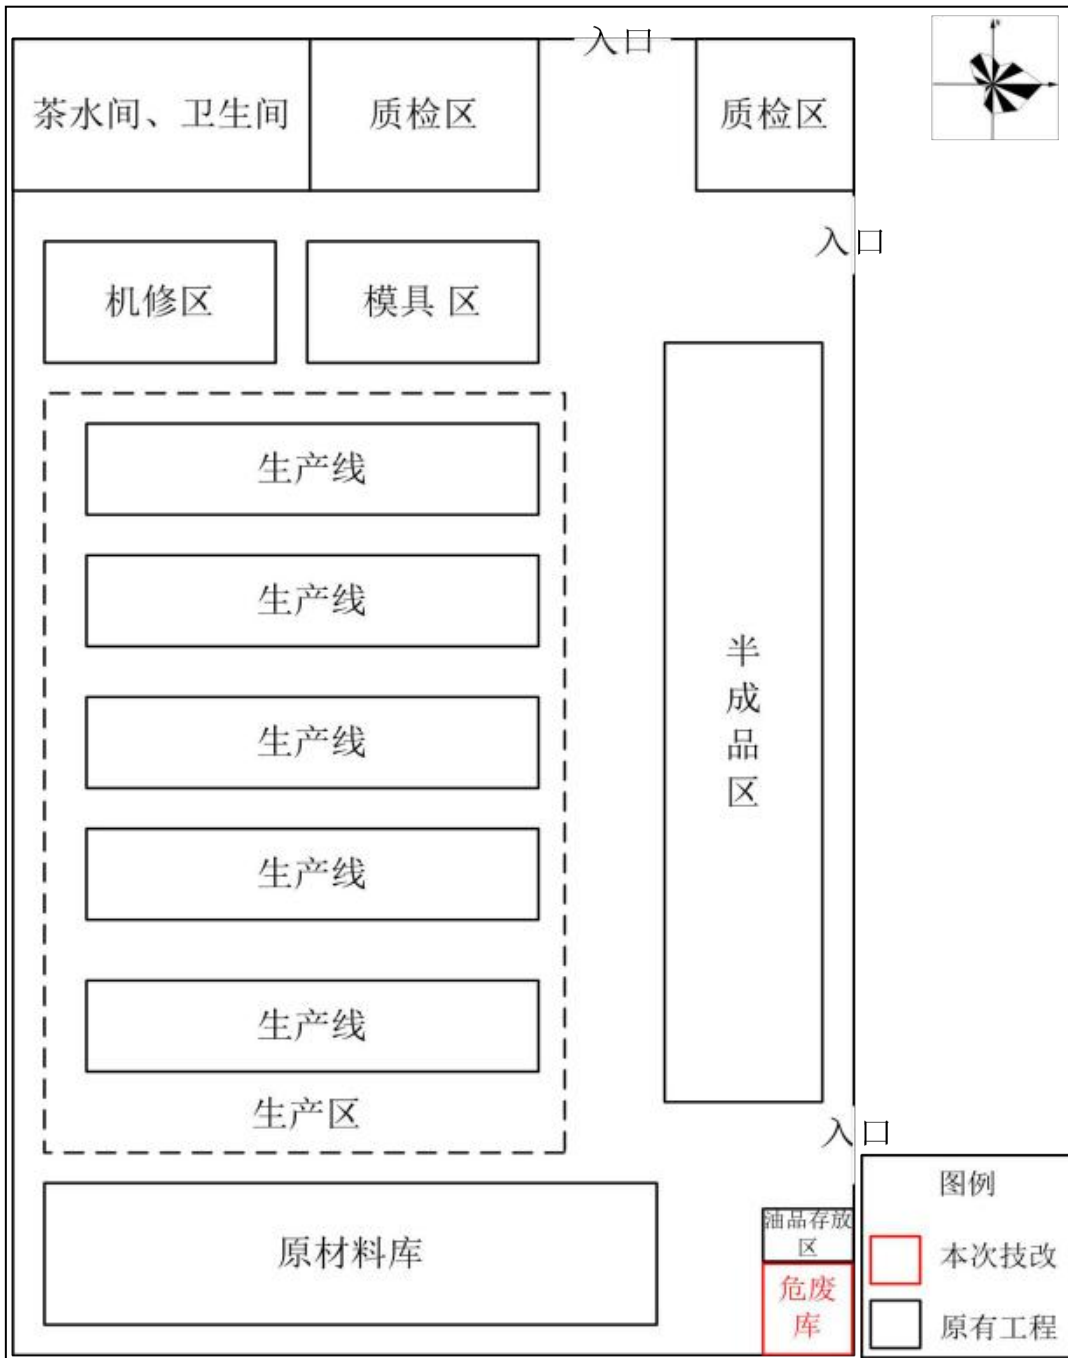 入口
茶水间、卫生间
质检区
质检区
入口
机修区
模具 区
生产线
生产线
半成品区
生产线
生产线
生产线
生产区
入口
图例
原材料库
油品存放
区
本次技改
危废
库
原有工程